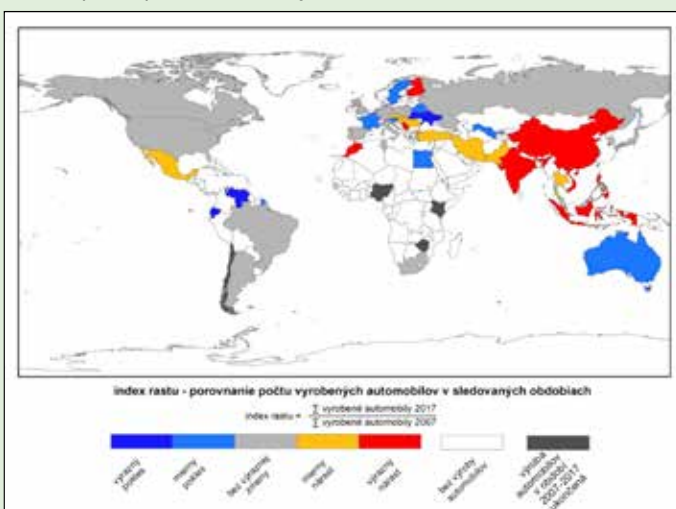 index rastu - porovnanie počtu vyrobených automobilov v sledovaných obdobiach
index rastu =
Σ vyrobené automobily 2017
Σ vyrobené automobily 2007
výrazný
pokles
mierny
pokles
bez výraznej
zmeny
mierny
nárast
výrazný
nárast
bez výroby
automobilov
výroba
automobilov
v období
2007-2017
ukončená